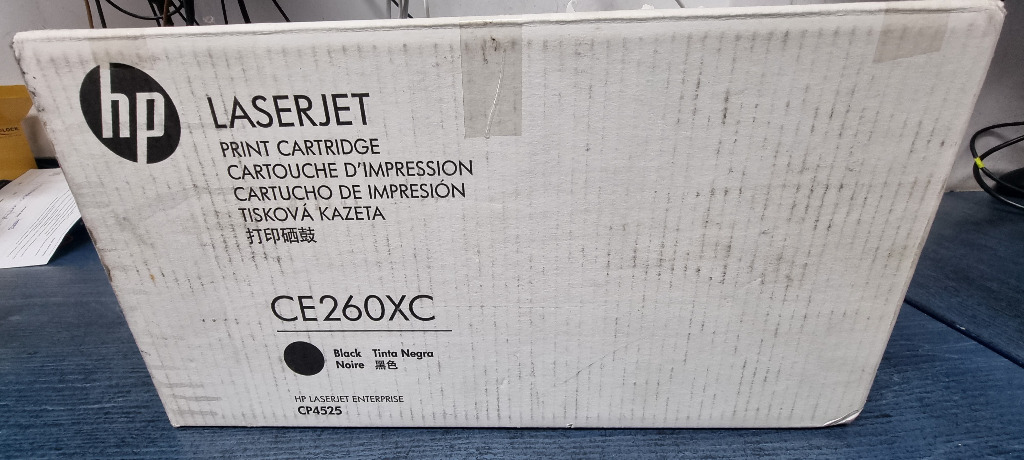 hp
LASERJET
PRINT CARTRIDGE
CARTOUCHE D'IMPRESSION
CARTUCHO DE IMPRESIÓN
TISKOVÁ KAZETA
打印硒鼓
CE260XC
Black Tinta Negra
Noire 黑色
HP LASERJET ENTERPRISE
CP4525